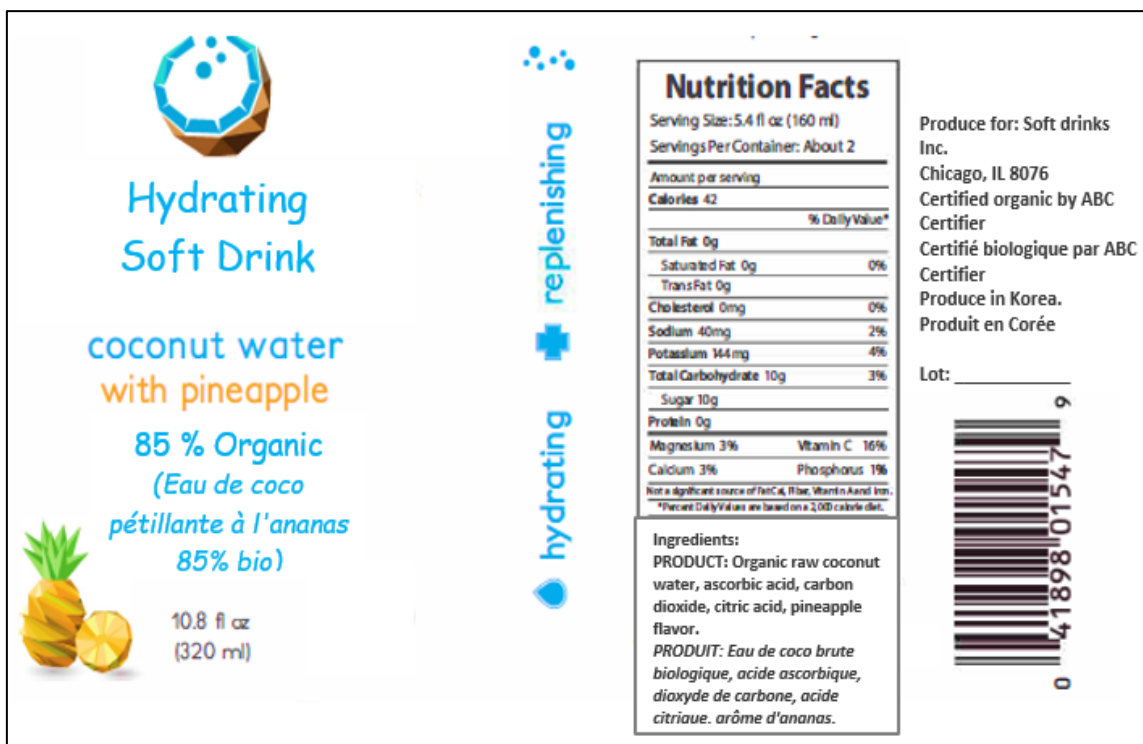 Hydrating
Soft Drink
coconut water
with pineapple
85 % Organic
(Eau de coco
pétillante à l'ananas
85% bio)
10.8 fl oz
(320 ml)
hydrating replenishing
Nutrition Facts
Serving Size: 5.4 fl oz (160 ml)
Servings Per Container: About 2
Amount per serving
Calories 42
% Daily Value*
Total Fat 0g
Saturated Fat 0g 0%
Trans Fat 0g
Cholesterol 0mg 0%
Sodium 40mg 2%
Potassium 144mg 4%
Total Carbohydrate 10g 3%
Sugar 10g
Protein 0g
Magnesium 3% Vitamin C 16%
Calcium 3% Phosphorus 1%
Not a significant source of Fat Cal, Fiber, Vitamin A and Iron.
*Percent Daily Values are based on a 2,000 calorie diet.
Ingredients:
PRODUCT: Organic raw coconut
water, ascorbic acid, carbon
dioxide, citric acid, pineapple
flavor.
PRODUIT: Eau de coco brute
biologique, acide ascorbique,
dioxyde de carbone, acide
citrique. arôme d'ananas.
Produce for: Soft drinks
Inc.
Chicago, IL 8076
Certified organic by ABC
Certifier
Certifié biologique par ABC
Certifier
Produce in Korea.
Produit en Corée
Lot: ____________
0 41898 01547 9